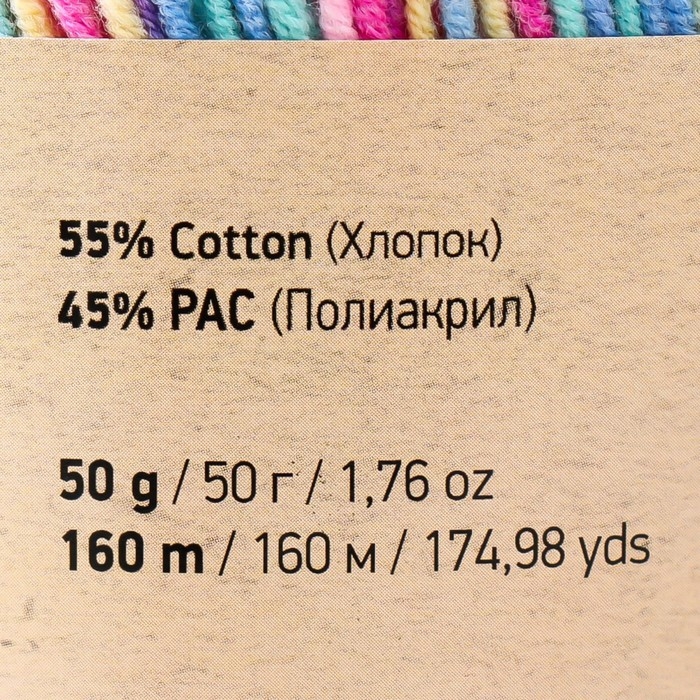 55% Cotton (Хлопок)
45% PAC (Полиакрил)
50 g / 50 г / 1,76 oz
160 m / 160 м / 174,98 yds